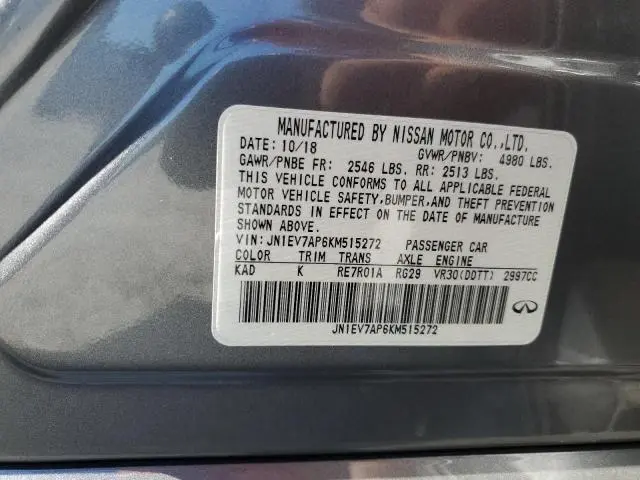 MANUFACTURED BY NISSAN MOTOR CO.,LTD.
DATE: 10/18 GVWR/PNBV: 4980 LBS.
GAWR/PNBE FR: 2546 LBS. RR: 2513 LBS.
THIS VEHICLE CONFORMS TO ALL APPLICABLE FEDERAL
MOTOR VEHICLE SAFETY,BUMPER,AND THEFT PREVENTION
STANDARDS IN EFFECT ON THE DATE OF MANUFACTURE
SHOWN ABOVE.
VIN: JN1EV7AP6KM515272 PASSENGER CAR
COLOR TRIM TRANS AXLE ENGINE
KAD K RE7R01A RG29 VR30(DDTT) 2997CC
JN1EV7AP6KM515272